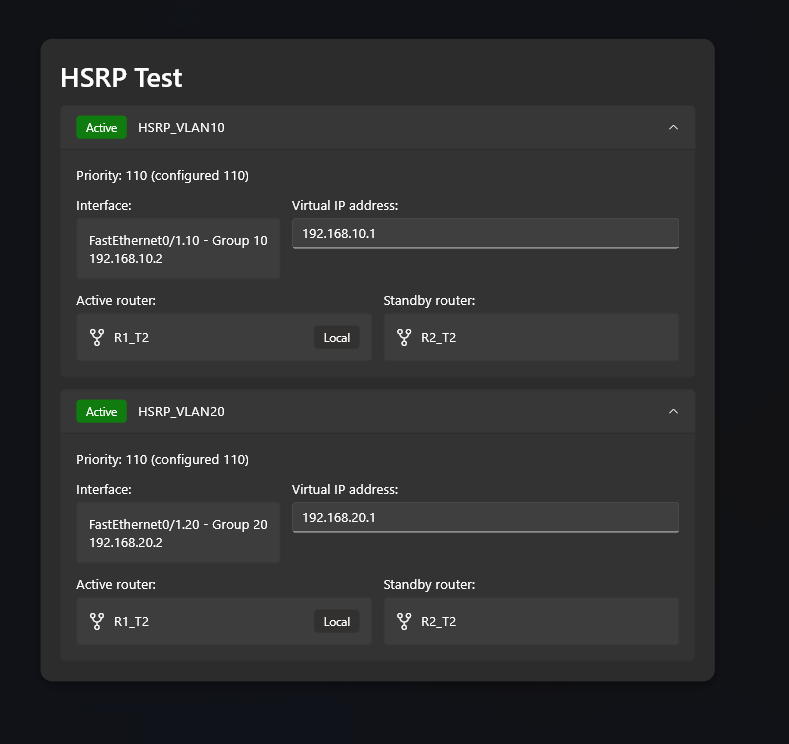 HSRP Test
Active HSRP_VLAN10
Priority: 110 (configured 110)
Interface:
Virtual IP address:
FastEthernet0/1.10 - Group 10
192.168.10.2
192.168.10.1
Active router:
Standby router:
R1_T2 Local
R2_T2
Active HSRP_VLAN20
Priority: 110 (configured 110)
Interface:
Virtual IP address:
FastEthernet0/1.20 - Group 20
192.168.20.2
192.168.20.1
Active router:
Standby router:
R1_T2 Local
R2_T2